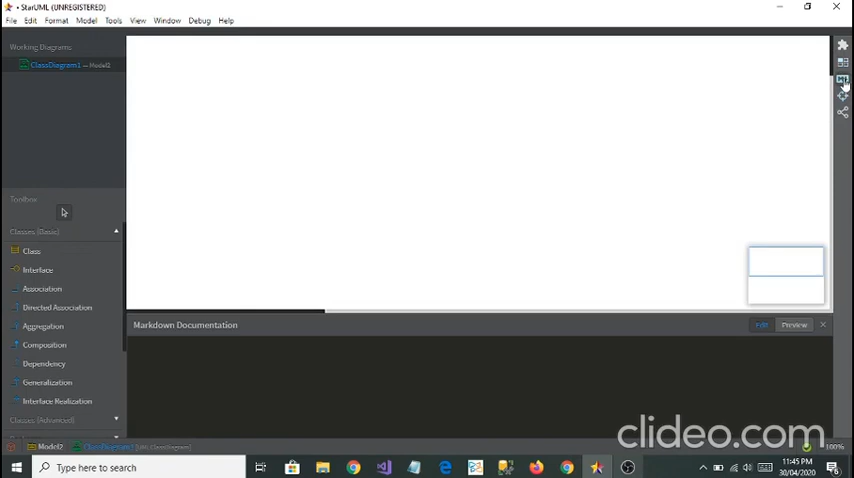 StarUML (UNREGISTERED)
File Edit Format Model Tools View Window Debug Help
Working Diagrams
ClassDiagram1 — Model2
Toolbox
Classes (Basic)
Class
Interface
Association
Directed Association
Aggregation
Composition
Dependency
Generalization
Interface Realization
Classes (Advanced)
Markdown Documentation
Edit Preview
Model2 ClassDiagram1 [UMLClassDiagram]
100%
clideo.com
Type here to search
11:45 PM
30/04/2020